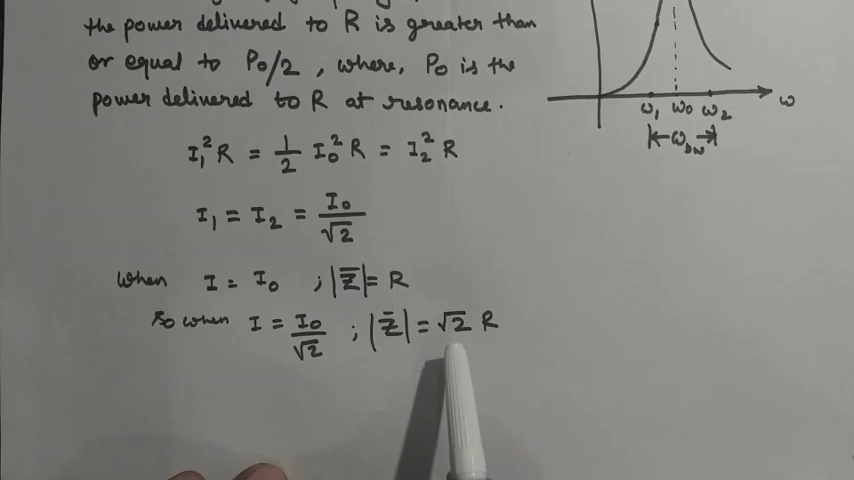 the power delivered to R is greater than
or equal to P0/2, where, P0 is the
power delivered to R at resonance.
I₁²R = 1/2 I₀²R = I₂²R
I₁ = I₂ = I₀/√2
When I = I₀ ; |Z̅| = R
So when I = I₀/√2 ; |Z̅| = √2 R
ω₁ ω₀ ω₂ ω
ω_BW